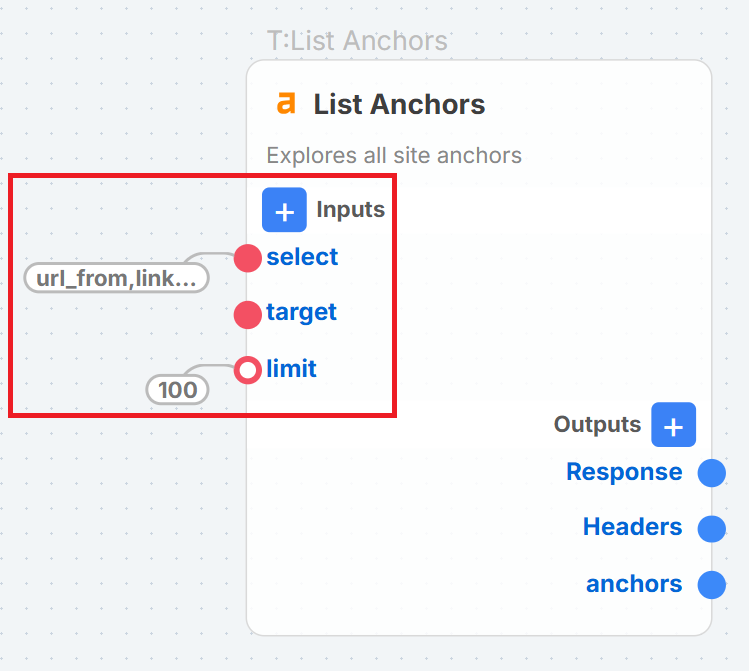 T:List Anchors
a List Anchors
Explores all site anchors
+ Inputs
select
url_from,link...
target
limit
100
Outputs +
Response
Headers
anchors